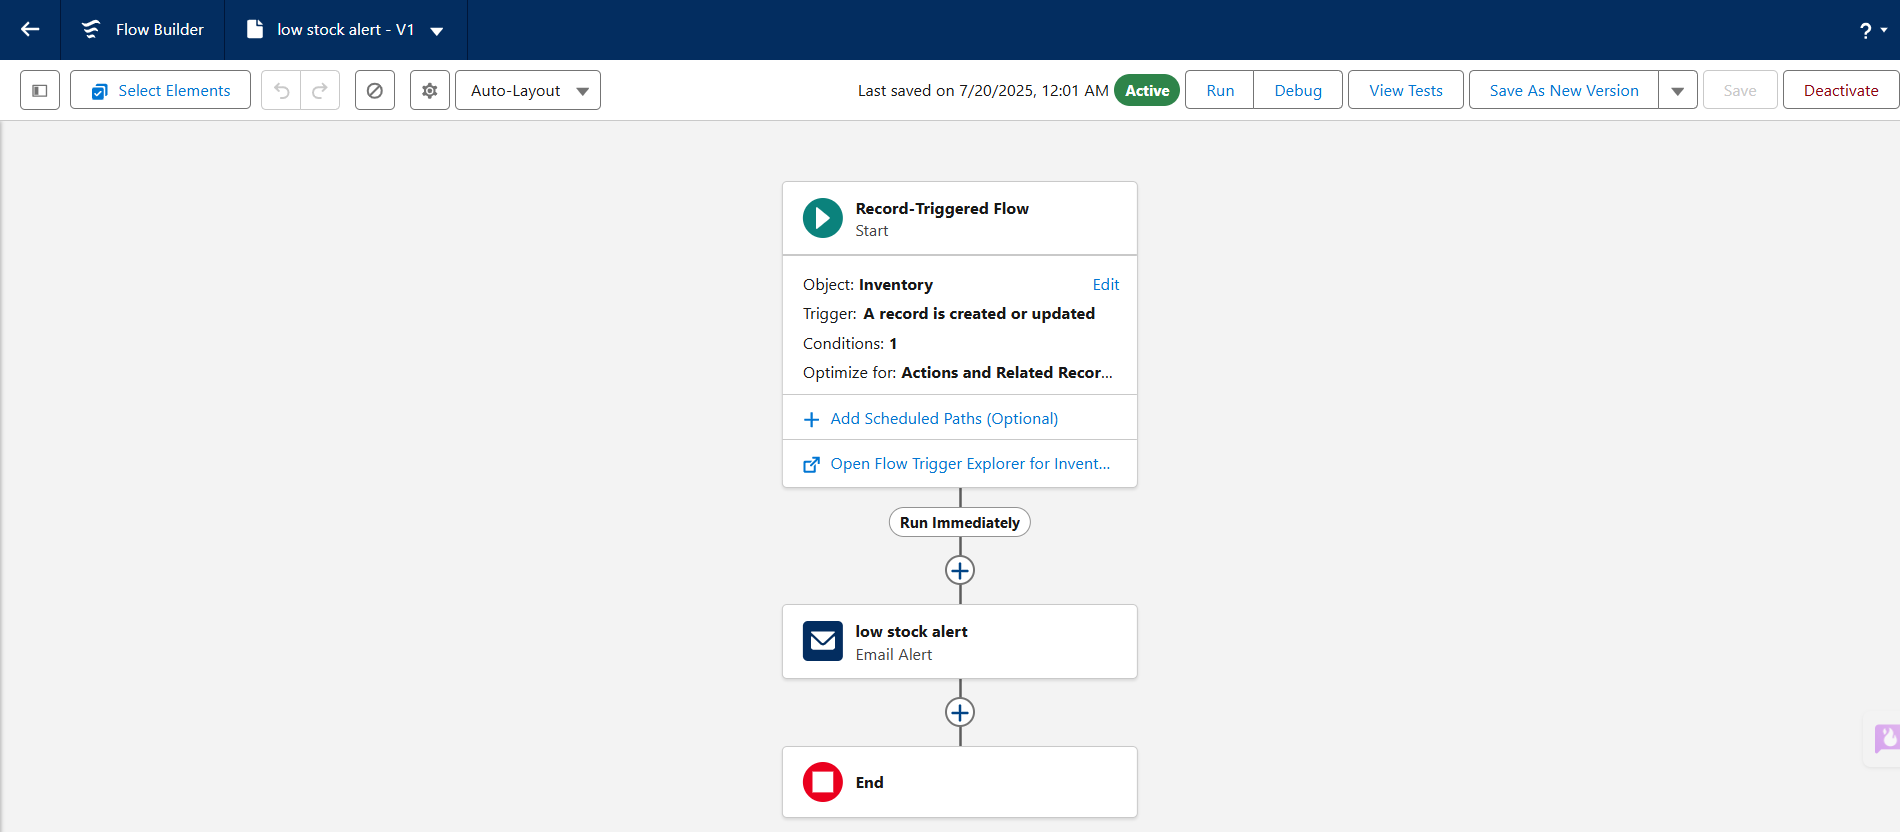 Flow Builder
low stock alert - V1
?
Select Elements
Auto-Layout
Last saved on 7/20/2025, 12:01 AM
Active
Run
Debug
View Tests
Save As New Version
Save
Deactivate
Record-Triggered Flow
Start
Object: Inventory
Edit
Trigger: A record is created or updated
Conditions: 1
Optimize for: Actions and Related Recor...
Add Scheduled Paths (Optional)
Open Flow Trigger Explorer for Invent...
Run Immediately
low stock alert
Email Alert
End